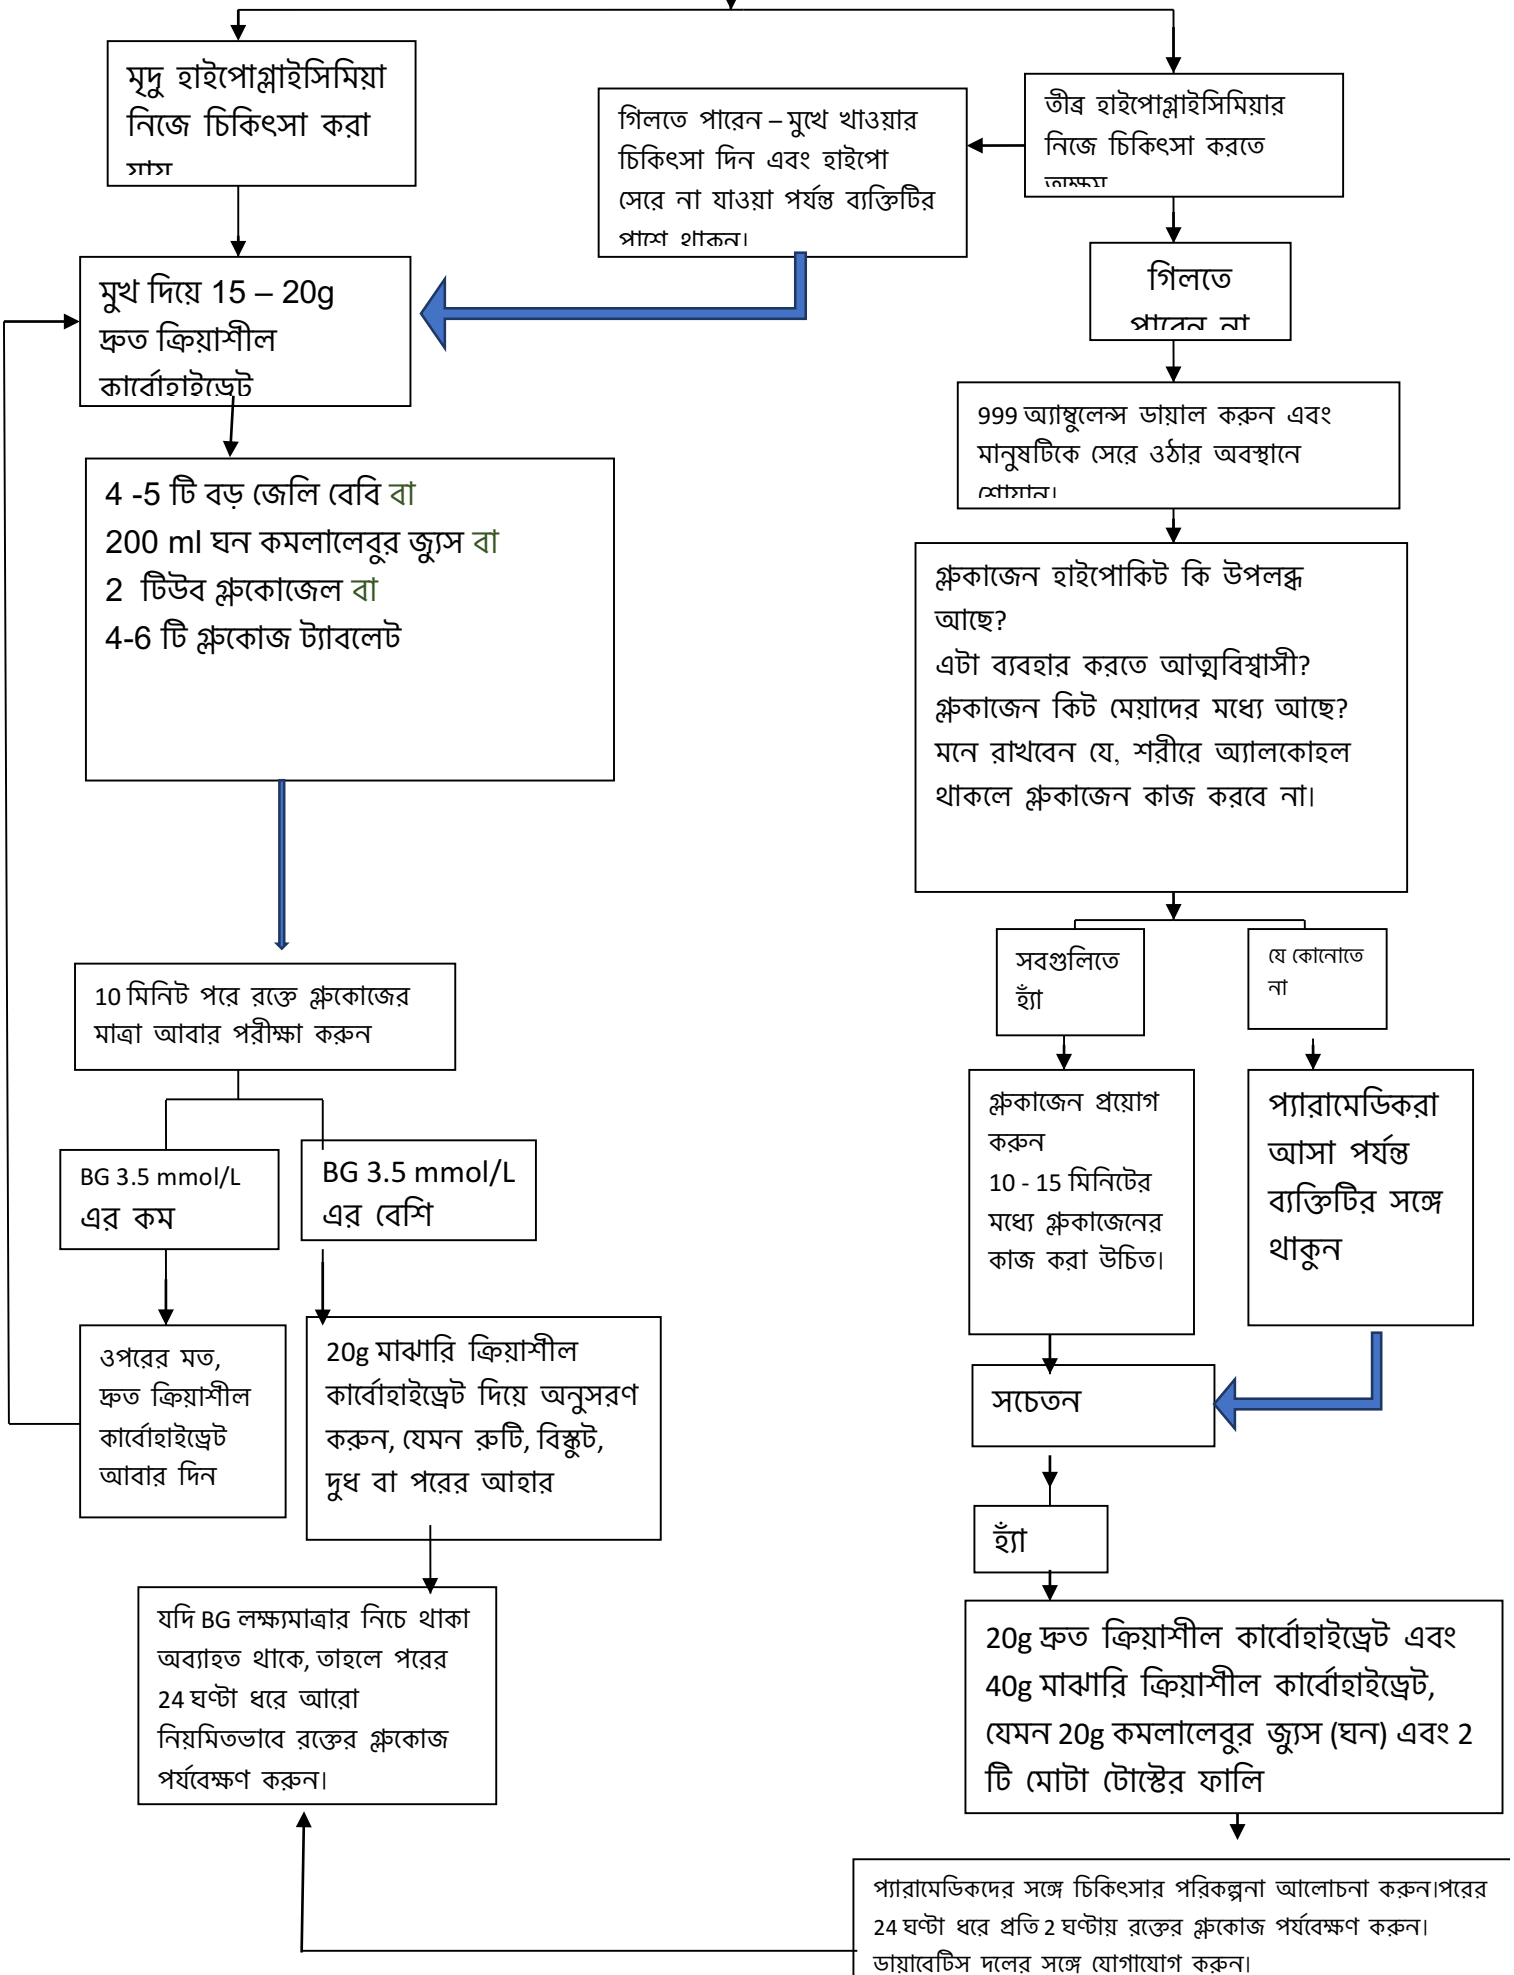 মৃদু হাইপোগ্লাইসিমিয়া
নিজে চিকিৎসা করা
তীব্র হাইপোগ্লাইসিমিয়ার
নিজে চিকিৎসা করতে
গিলতে পারেন – মুখে খাওয়ার
চিকিৎসা দিন এবং হাইপো
সেরে না যাওয়া পর্যন্ত ব্যক্তিটির
পাশে থাকুন।
গিলতে
পারেন না
মুখ দিয়ে 15 – 20g
দ্রুত ক্রিয়াশীল
কার্বোহাইড্রেট
999 অ্যাম্বুলেন্স ডায়াল করুন এবং
মানুষটিকে সেরে ওঠার অবস্থানে
শোয়ান।
4 -5 টি বড় জেলি বেবি বা
200 ml ঘন কমলালেবুর জ্যুস বা
2 টিউব গ্লুকোজেল বা
4-6 টি গ্লুকোজ ট্যাবলেট
গ্লুকাজেন হাইপোকিট কি উপলব্ধ
আছে?
এটা ব্যবহার করতে আত্মবিশ্বাসী?
গ্লুকাজেন কিট মেয়াদের মধ্যে আছে?
মনে রাখবেন যে, শরীরে অ্যালকোহল
থাকলে গ্লুকাজেন কাজ করবে না।
সবগুলিতে
হ্যাঁ
যে কোনোতে
না
10 মিনিট পরে রক্তে গ্লুকোজের
মাত্রা আবার পরীক্ষা করুন
গ্লুকাজেন প্রয়োগ
করুন
10 - 15 মিনিটের
মধ্যে গ্লুকাজেনের
কাজ করা উচিত।
প্যারামেডিকরা
আসা পর্যন্ত
ব্যক্তিটির সঙ্গে
থাকুন
BG 3.5 mmol/L
এর কম
BG 3.5 mmol/L
এর বেশি
ওপরের মত,
দ্রুত ক্রিয়াশীল
কার্বোহাইড্রেট
আবার দিন
20g মাঝারি ক্রিয়াশীল
কার্বোহাইড্রেট দিয়ে অনুসরণ
করুন, যেমন রুটি, বিস্কুট,
দুধ বা পরের আহার
সচেতন
হ্যাঁ
যদি BG লক্ষ্যমাত্রার নিচে থাকা
অব্যাহত থাকে, তাহলে পরের
24 ঘণ্টা ধরে আরো
নিয়মিতভাবে রক্তের গ্লুকোজ
পর্যবেক্ষণ করুন।
20g দ্রুত ক্রিয়াশীল কার্বোহাইড্রেট এবং
40g মাঝারি ক্রিয়াশীল কার্বোহাইড্রেট,
যেমন 20g কমলালেবুর জ্যুস (ঘন) এবং 2
টি মোটা টোস্টের ফালি
প্যারামেডিকদের সঙ্গে চিকিৎসার পরিকল্পনা আলোচনা করুন।পরের
24 ঘণ্টা ধরে প্রতি 2 ঘণ্টায় রক্তের গ্লুকোজ পর্যবেক্ষণ করুন।
ডায়াবেটিস দলের সঙ্গে যোগাযোগ করুন।